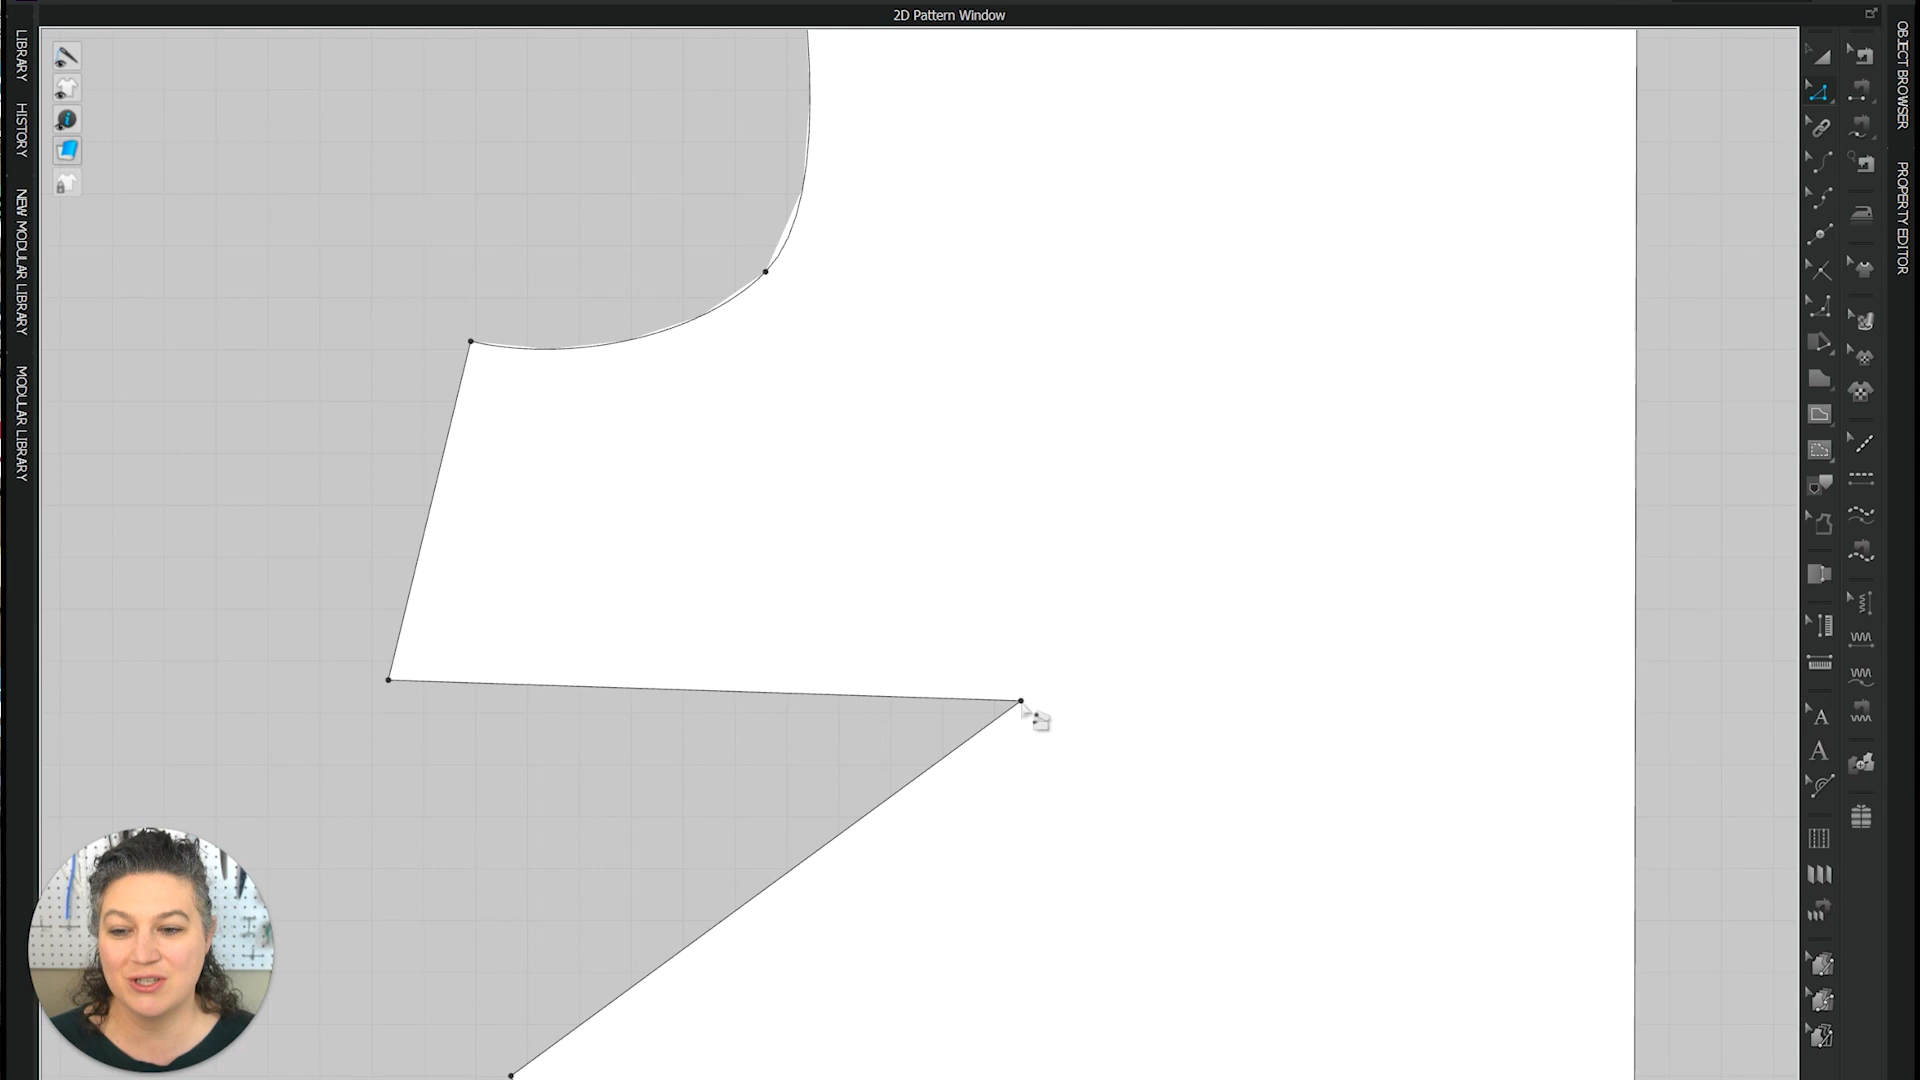 2D Pattern Window
LIBRARY
HISTORY
NEW MODULAR LIBRARY
MODULAR LIBRARY
OBJECT BROWSER
PROPERTY EDITOR
A
A